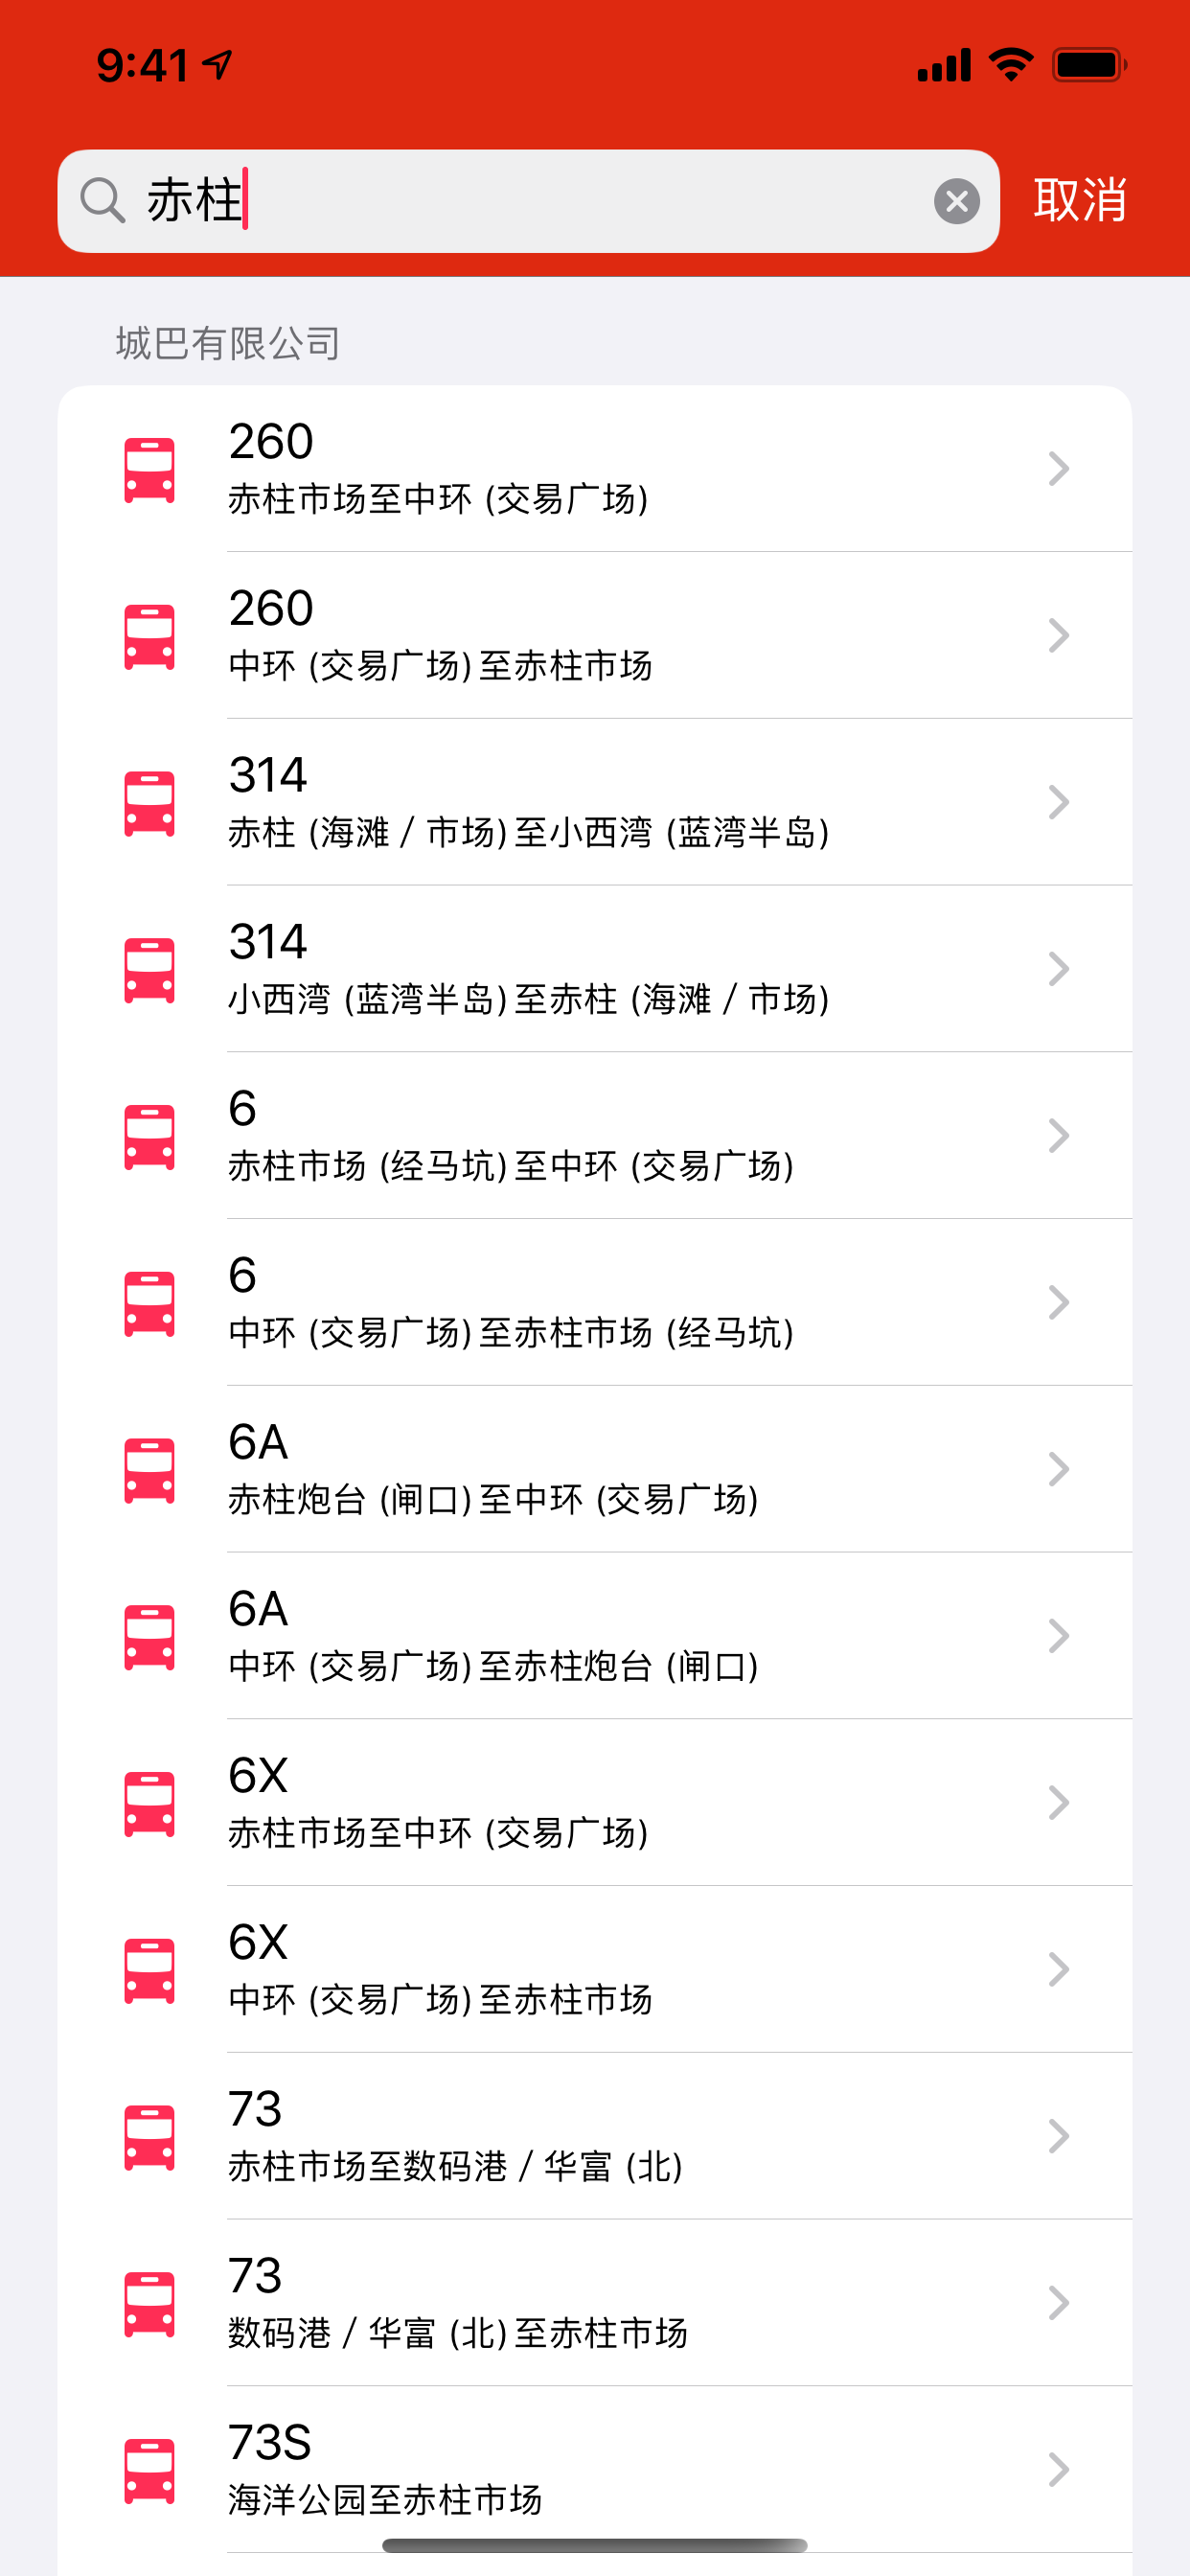 9:41
赤柱
取消
城巴有限公司
260
赤柱市场至中环 (交易广场)
260
中环 (交易广场) 至赤柱市场
314
赤柱 (海滩 / 市场) 至小西湾 (蓝湾半岛)
314
小西湾 (蓝湾半岛) 至赤柱 (海滩 / 市场)
6
赤柱市场 (经马坑) 至中环 (交易广场)
6
中环 (交易广场) 至赤柱市场 (经马坑)
6A
赤柱炮台 (闸口) 至中环 (交易广场)
6A
中环 (交易广场) 至赤柱炮台 (闸口)
6X
赤柱市场至中环 (交易广场)
6X
中环 (交易广场) 至赤柱市场
73
赤柱市场至数码港 / 华富 (北)
73
数码港 / 华富 (北) 至赤柱市场
73S
海洋公园至赤柱市场